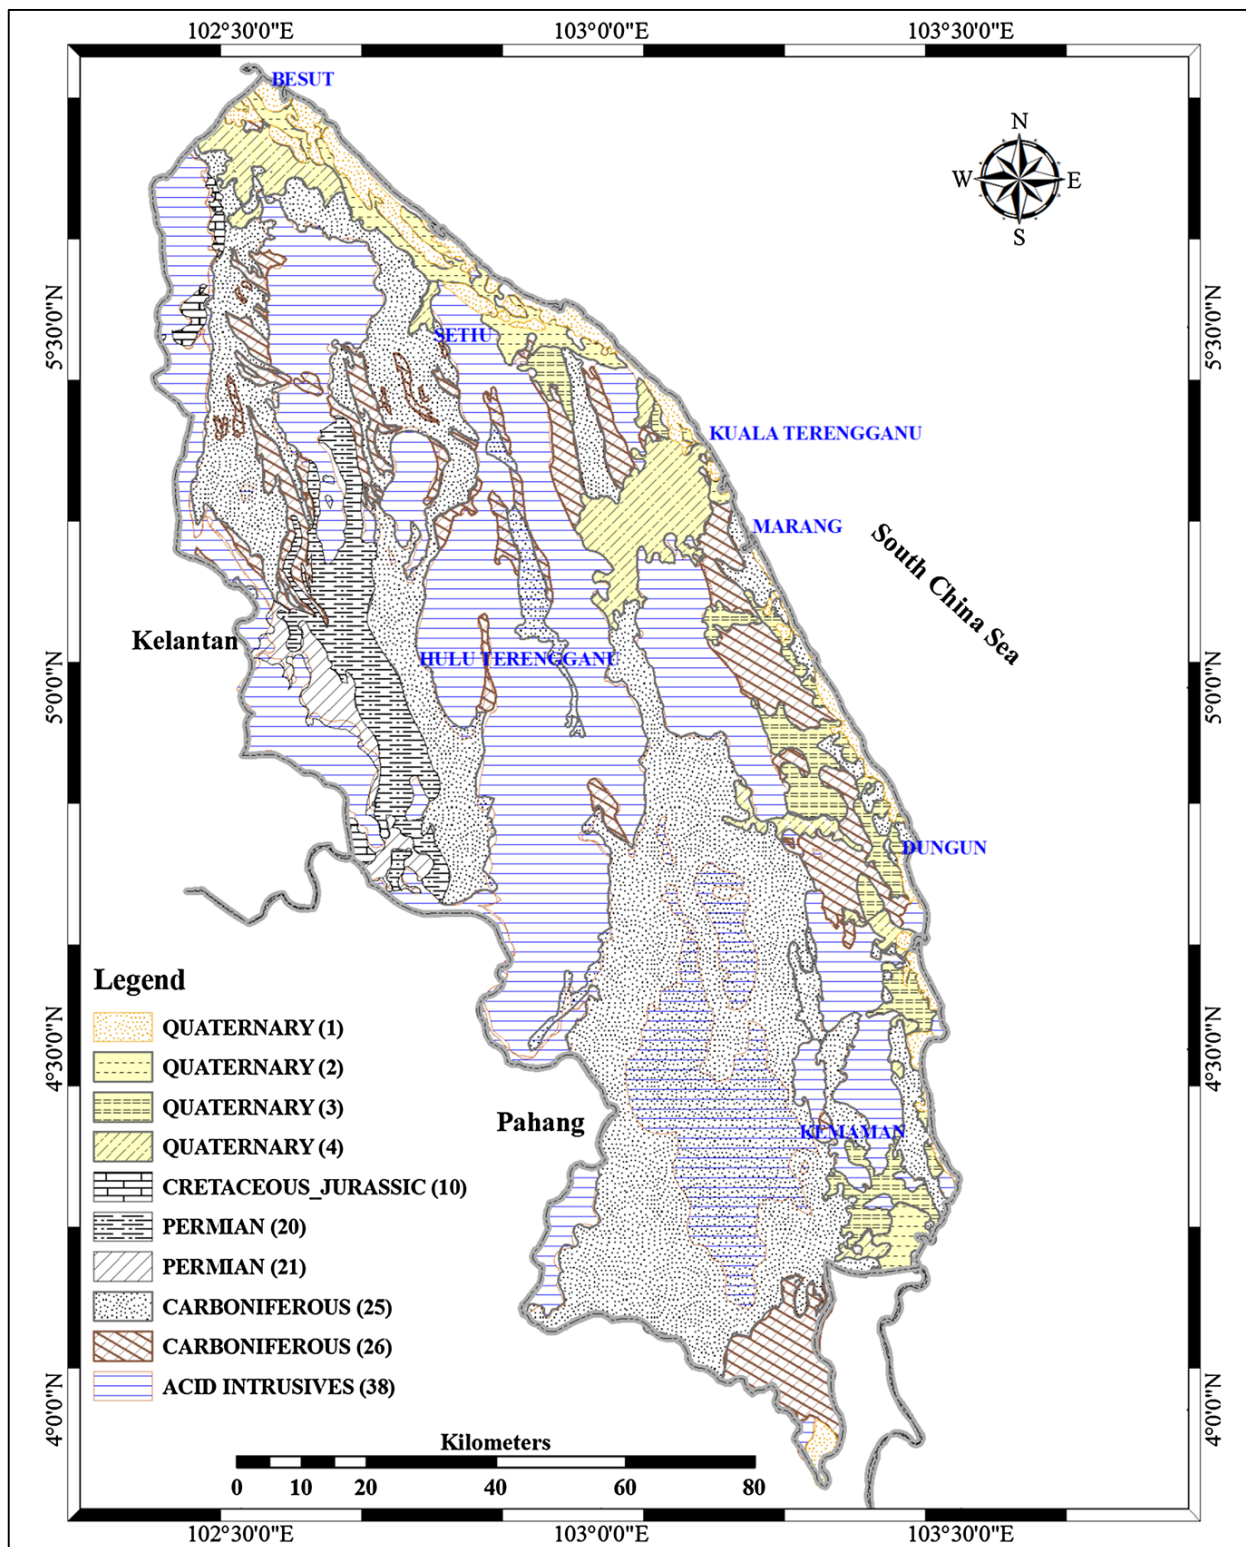 102°30'0"E 103°0'0"E 103°30'0"E
BESUT
N
W E
S
5°30'0"N 5°30'0"N
SETIU
KUALA TERENGGANU
MARANG
South China Sea
Kelantan
HULU TERENGGANU
5°0'0"N 5°0'0"N
DUNGUN
Legend
QUATERNARY (1)
QUATERNARY (2)
QUATERNARY (3)
QUATERNARY (4)
CRETACEOUS_JURASSIC (10)
PERMIAN (20)
PERMIAN (21)
CARBONIFEROUS (25)
CARBONIFEROUS (26)
ACID INTRUSIVES (38)
4°30'0"N 4°30'0"N
Pahang
KEMAMAN
4°0'0"N 4°0'0"N
Kilometers
0 10 20 40 60 80
102°30'0"E 103°0'0"E 103°30'0"E